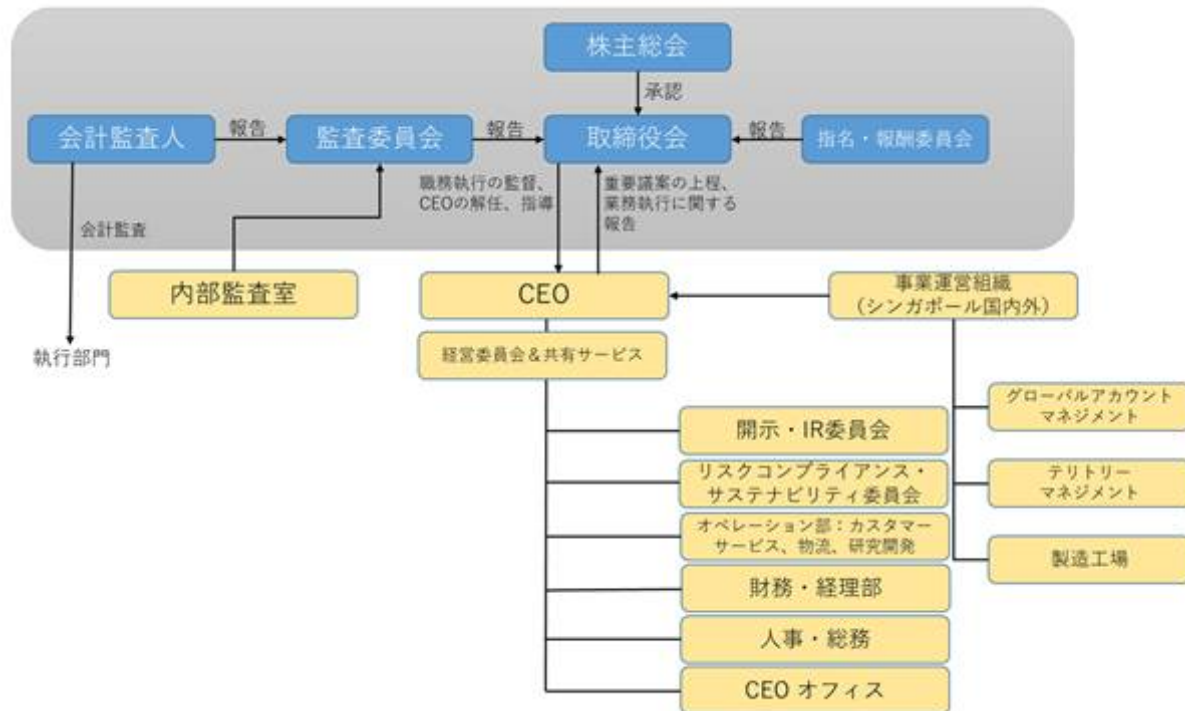 株主総会
承認
会計監査人
報告
監査委員会
報告
取締役会
報告
指名・報酬委員会
職務執行の監督、
CEOの解任、指導
重要議案の上程、
業務執行に関する
報告
会計監査
内部監査室
CEO
事業運営組織
（シンガポール国内外）
執行部門
経営委員会＆共有サービス
グローバルアカウント
マネジメント
開示・IR委員会
リスクコンプライアンス・
サステナビリティ委員会
テリトリー
マネジメント
オペレーション部：カスタマー
サービス、物流、研究開発
製造工場
財務・経理部
人事・総務
CEO オフィス